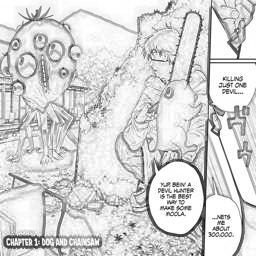 KILLING
JUST ONE
DEVIL...
...NETS
ME
ABOUT
300,000.
YUP, BEIN' A
DEVIL HUNTER
IS THE BEST
WAY TO
MAKE SOME
MOOLA.
CHAPTER 1: DOG AND CHAINSAW